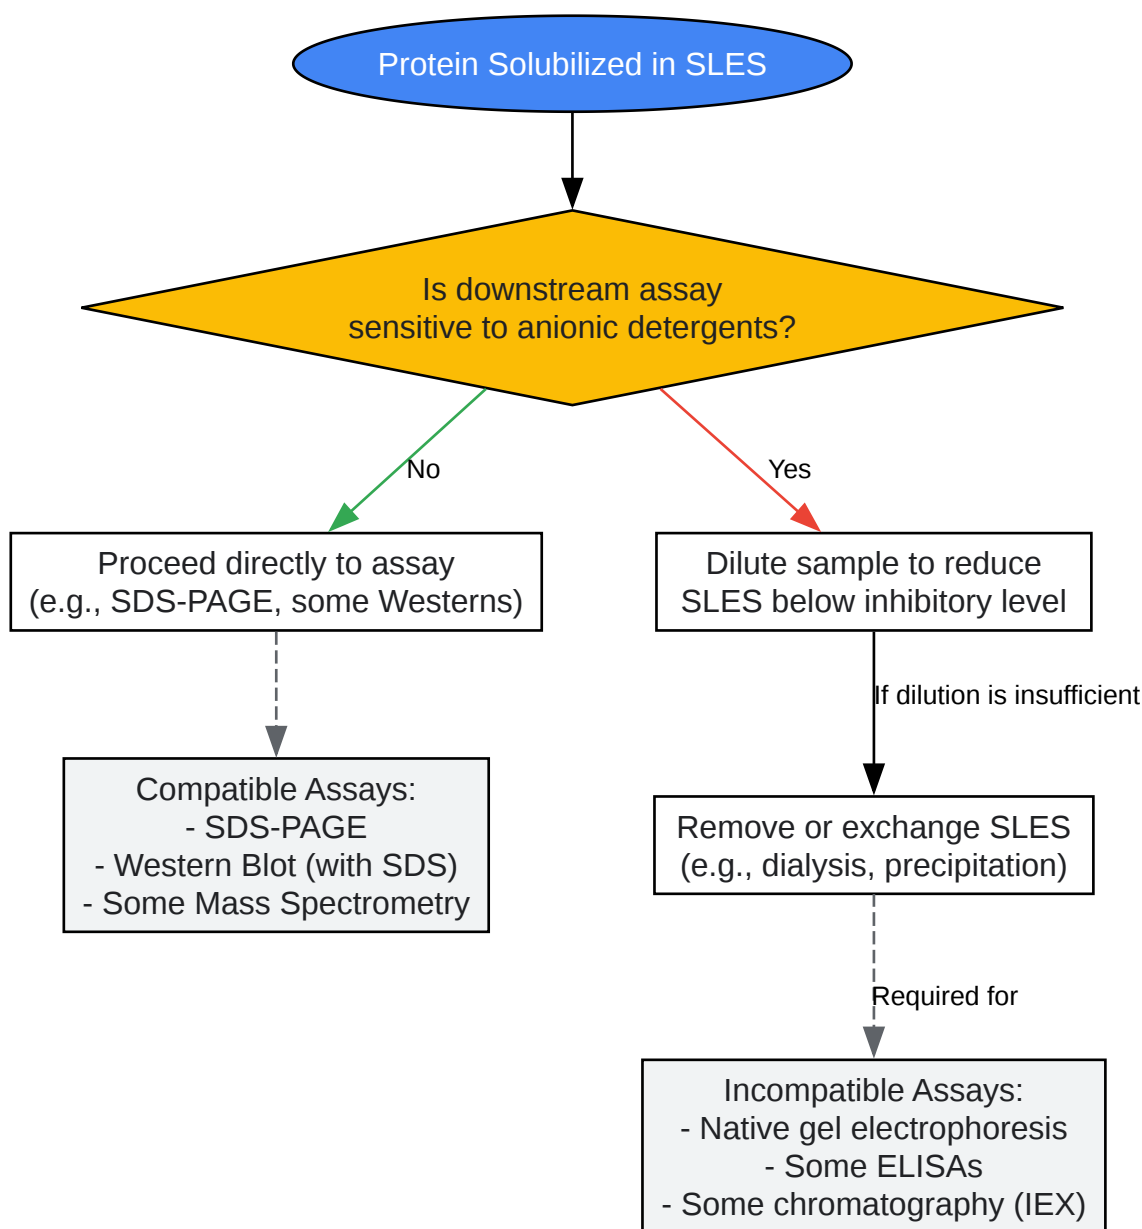 Protein Solubilized in SLES
Is downstream assay
sensitive to anionic detergents?
No
Yes
Proceed directly to assay
(e.g., SDS-PAGE, some Westerns)
Dilute sample to reduce
SLES below inhibitory level
If dilution is insufficient
Compatible Assays:
- SDS-PAGE
- Western Blot (with SDS)
- Some Mass Spectrometry
Remove or exchange SLES
(e.g., dialysis, precipitation)
Required for
Incompatible Assays:
- Native gel electrophoresis
- Some ELISAs
- Some chromatography (IEX)